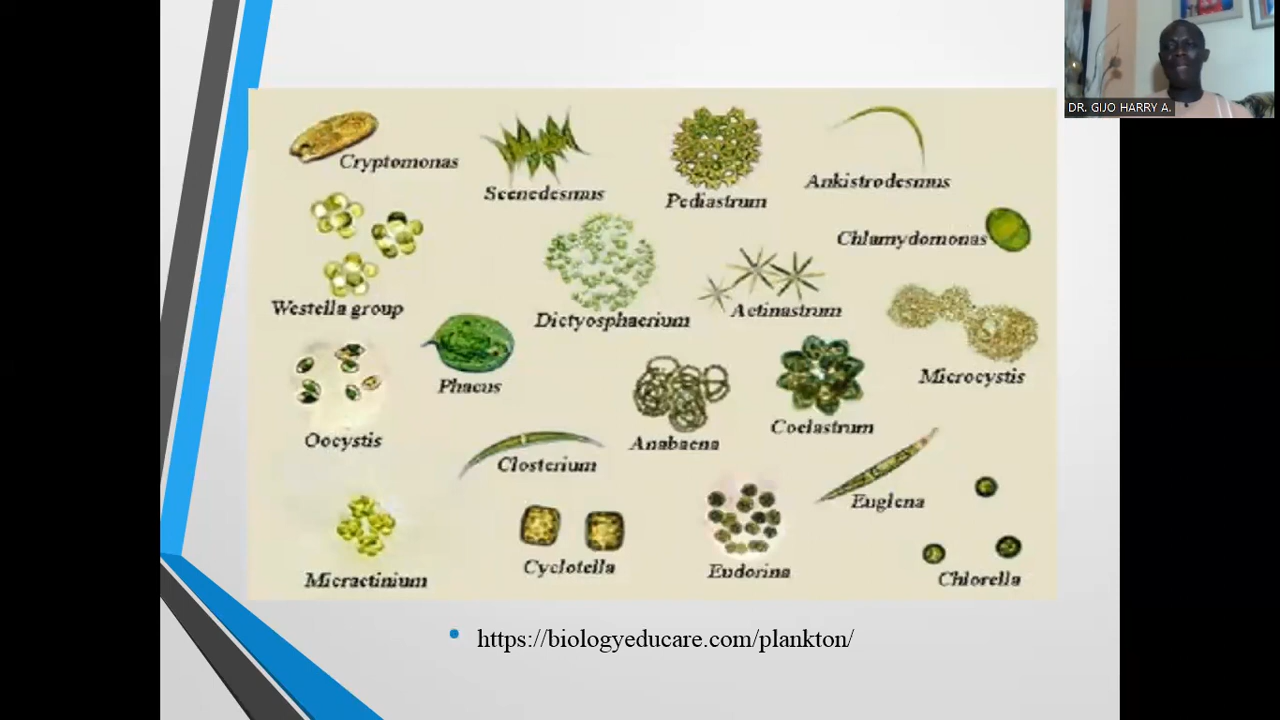 DR. GIJO HARRY A.
Cryptomonas
Scenedesmus
Pediastrum
Ankistrodesmus
Chlamydomonas
Westella group
Dictyosphaerium
Actinastrum
Phacus
Microcystis
Oocystis
Anabaena
Coelastrum
Closterium
Euglena
Micractinium
Cyclotella
Eudorina
Chlorella
• https://biologyeducare.com/plankton/